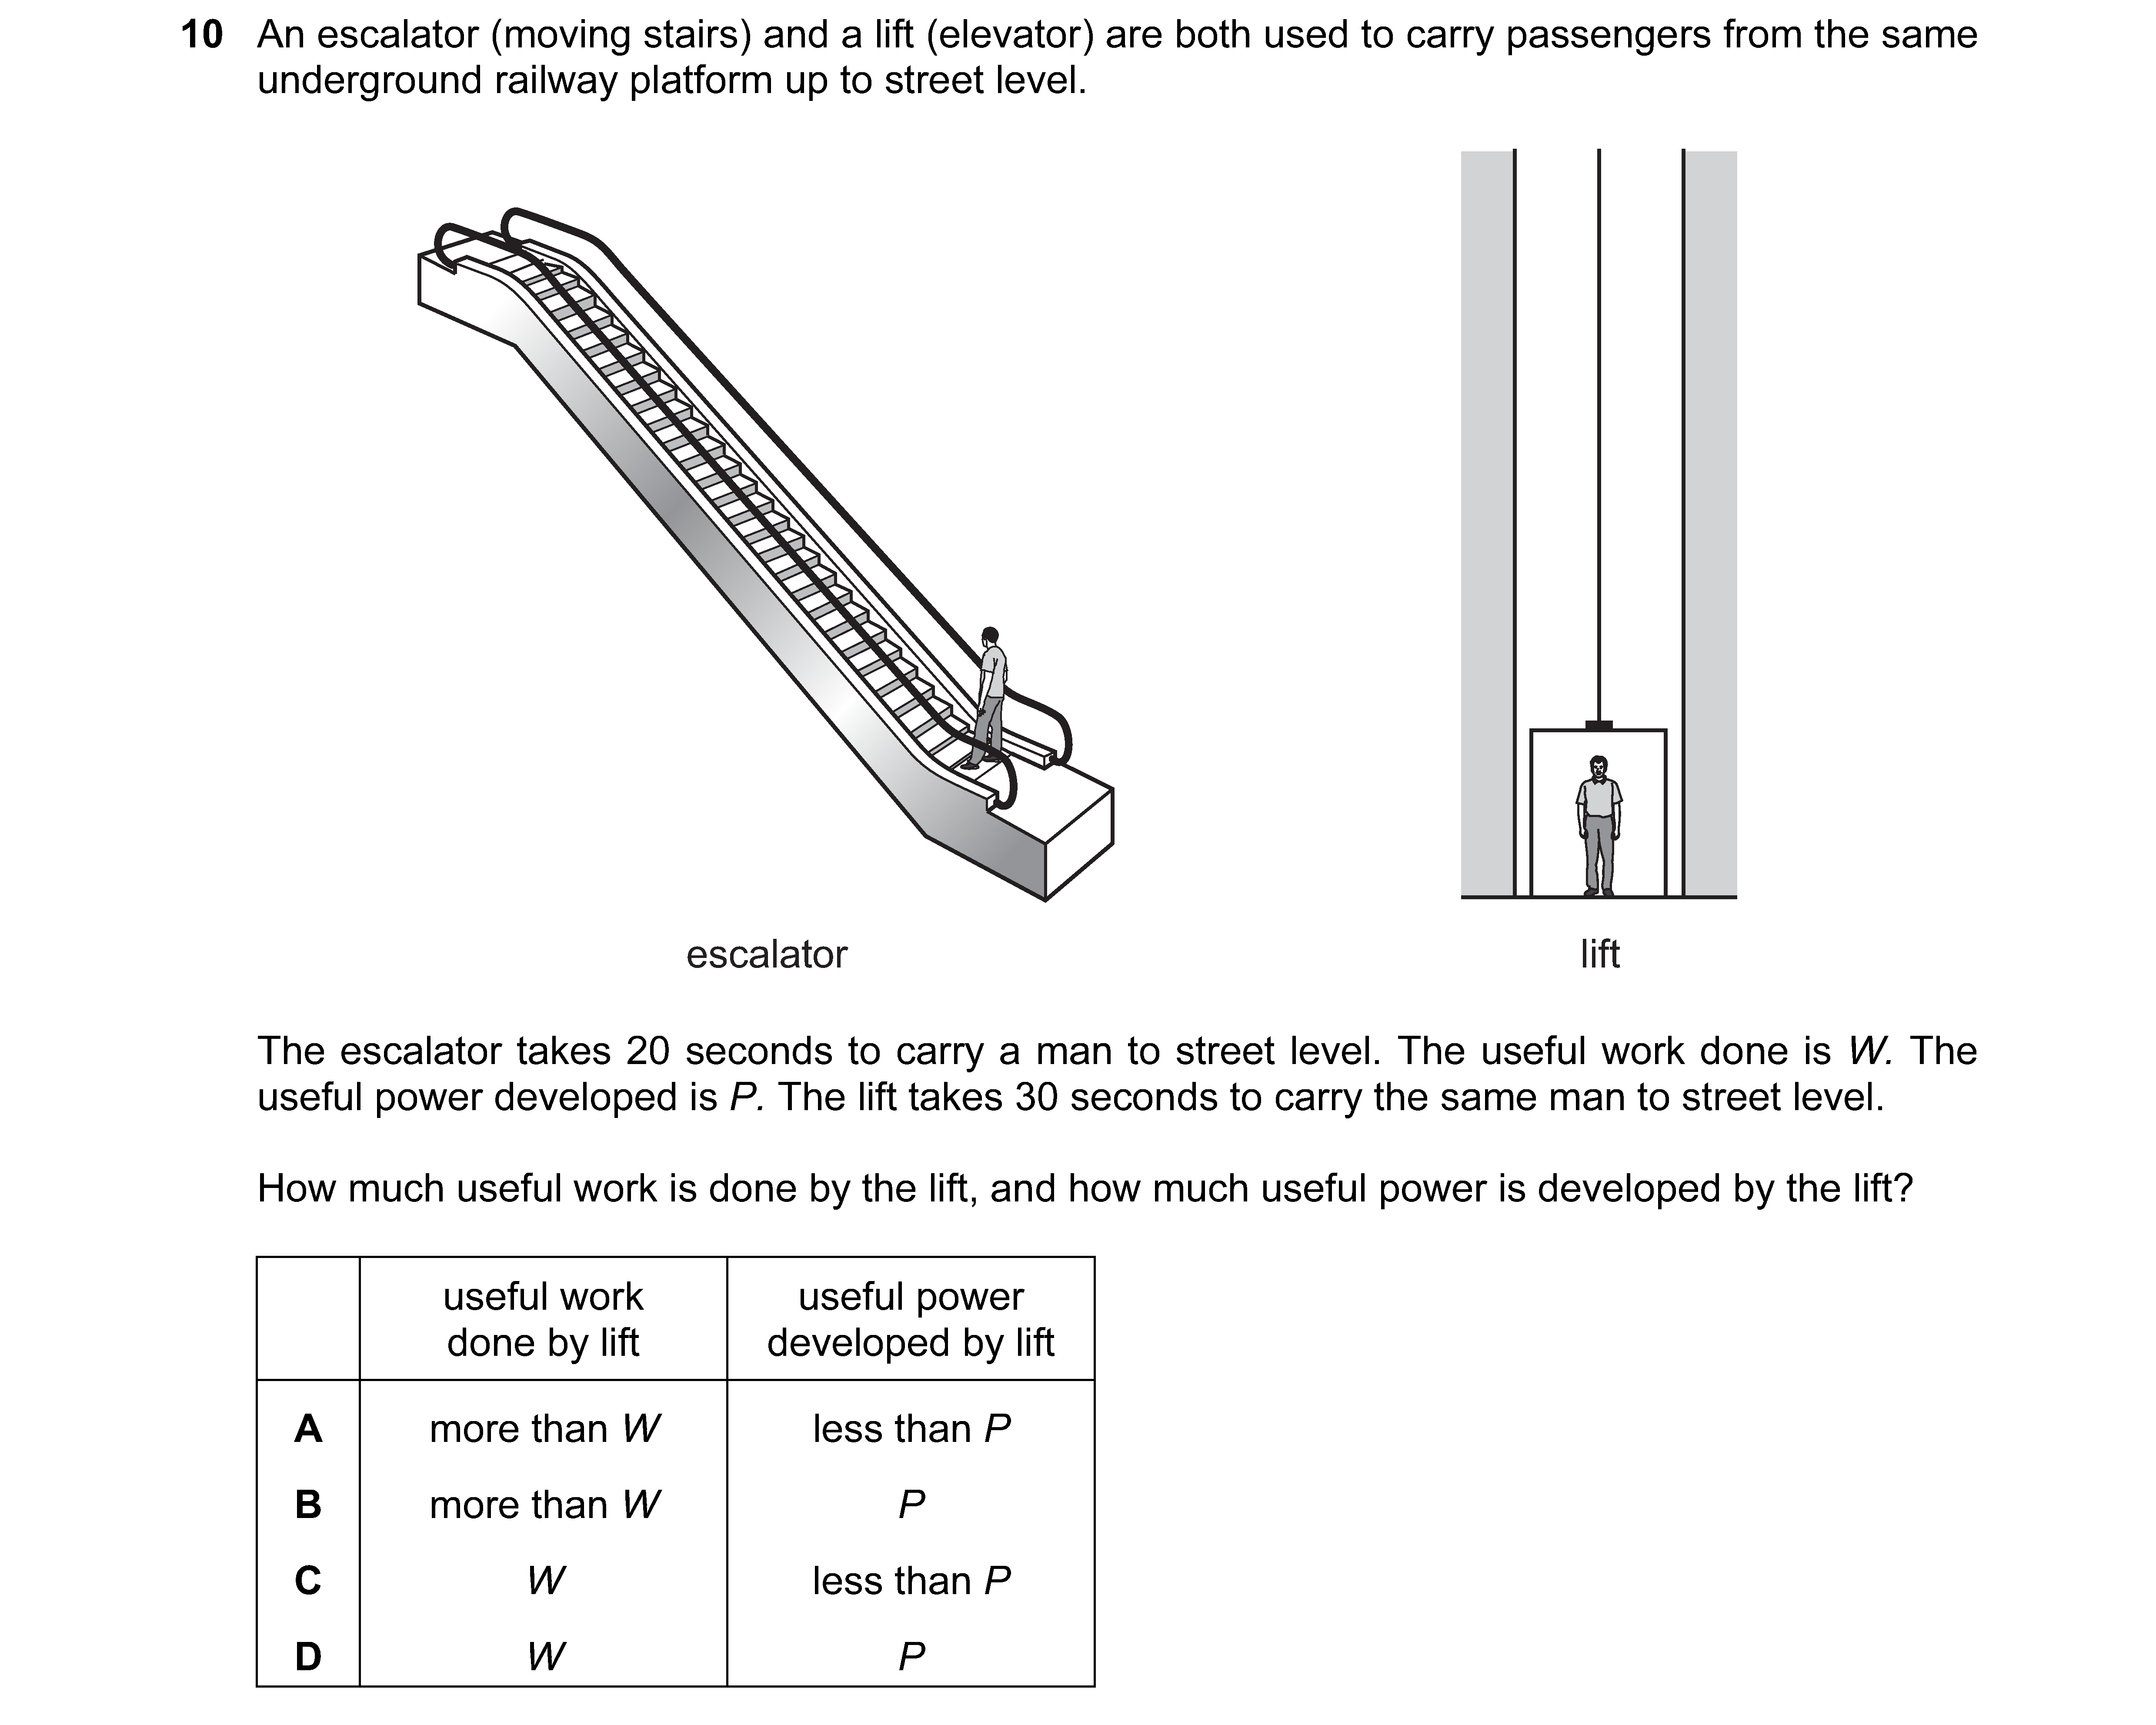 10 An escalator (moving stairs) and a lift (elevator) are both used to carry passengers from the same
underground railway platform up to street level.
escalator
lift
The escalator takes 20 seconds to carry a man to street level. The useful work done is W. The
useful power developed is P. The lift takes 30 seconds to carry the same man to street level.
How much useful work is done by the lift, and how much useful power is developed by the lift?
useful work
done by lift
useful power
developed by lift
A more than W less than P
B more than W P
C W less than P
D W P